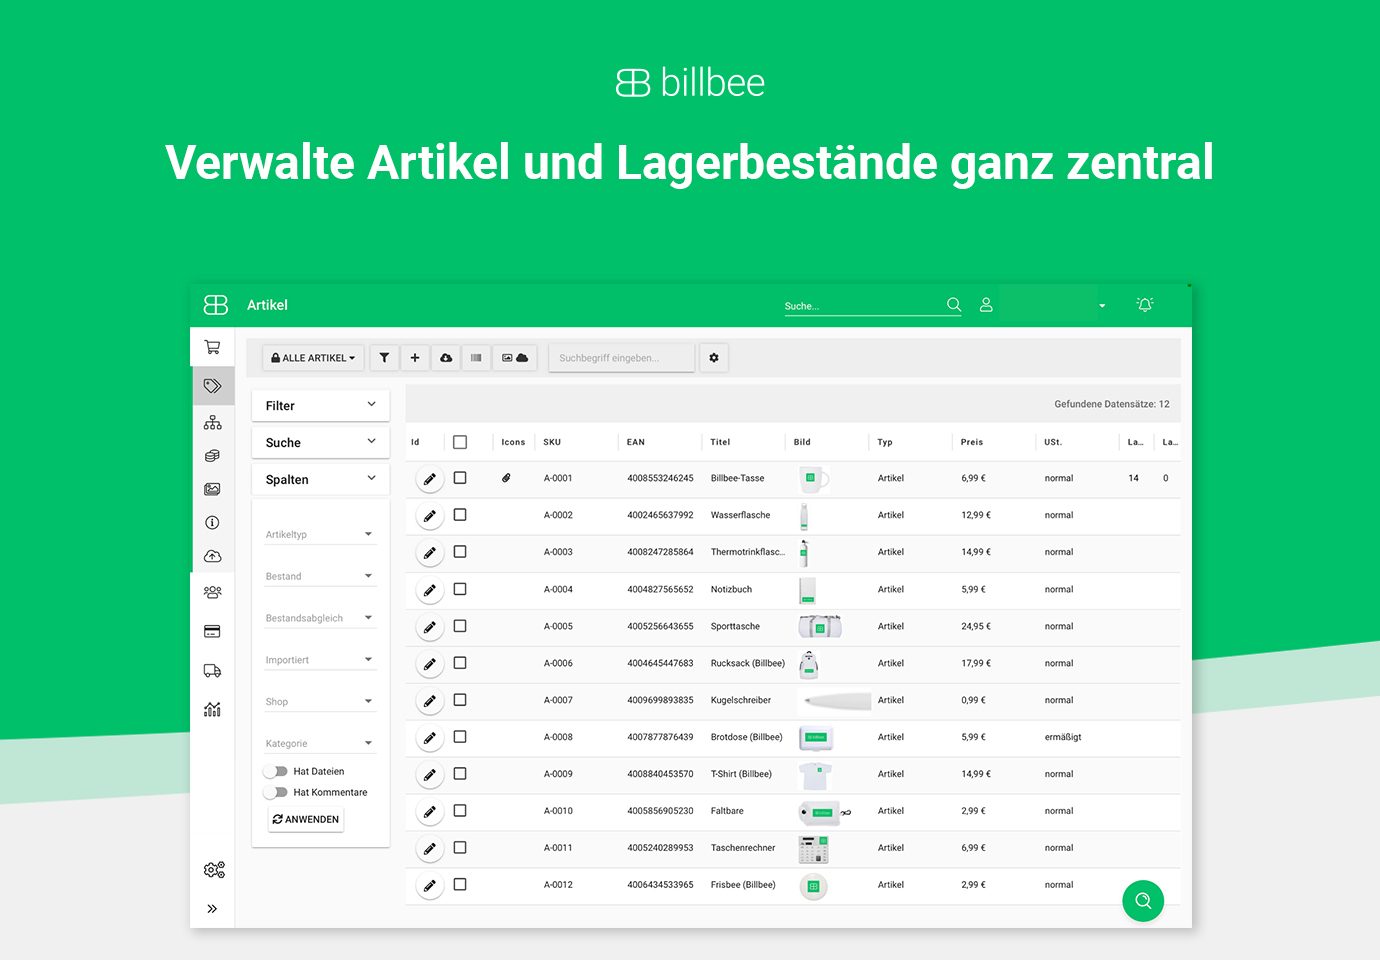 billbee
Verwalte Artikel und Lagerbestände ganz zentral
Artikel
Suche...
ALLE ARTIKEL
Suchbegriff eingeben...
Filter
Suche
Spalten
Artikeltyp
Bestand
Bestandsabgleich
Importiert
Shop
Kategorie
Hat Dateien
Hat Kommentare
ANWENDEN
Gefundene Datensätze: 12
Id Icons SKU EAN Titel Bild Typ Preis USt. La... La...
A-0001 4008553246245 Billbee-Tasse Artikel 6,99 € normal 14 0
A-0002 4002465637992 Wasserflasche Artikel 12,99 € normal
A-0003 4008247285864 Thermotrinkflasc... Artikel 14,99 € normal
A-0004 4004827565652 Notizbuch Artikel 5,99 € normal
A-0005 4005256643655 Sporttasche Artikel 24,95 € normal
A-0006 4004645447683 Rucksack (Billbee) Artikel 17,99 € normal
A-0007 4009699893835 Kugelschreiber Artikel 0,99 € normal
A-0008 4007877876439 Brotdose (Billbee) Artikel 5,99 € ermäßigt
A-0009 4008840453570 T-Shirt (Billbee) Artikel 14,99 € normal
A-0010 4005856905230 Faltbare Artikel 2,99 € normal
A-0011 4005240289953 Taschenrechner Artikel 6,99 € normal
A-0012 4006434533965 Frisbee (Billbee) Artikel 2,99 € normal